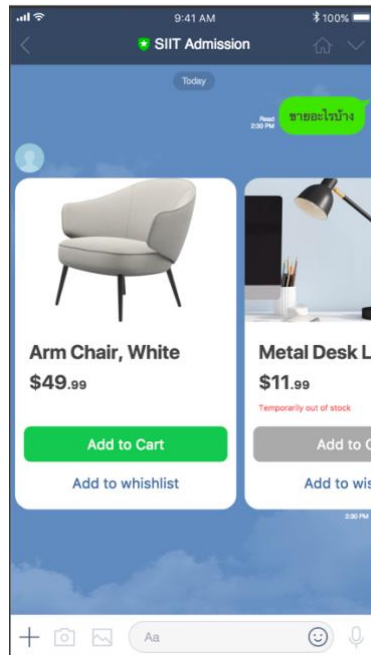 9:41 AM
100%
SIIT Admission
Today
Read
2:30 PM
ขายอะไรบ้าง
Arm Chair, White
$49.99
Add to Cart
Add to whishlist
Metal Desk L
$11.99
Temporarily out of stock
Add to C
Add to wis
2:30 PM
Aa